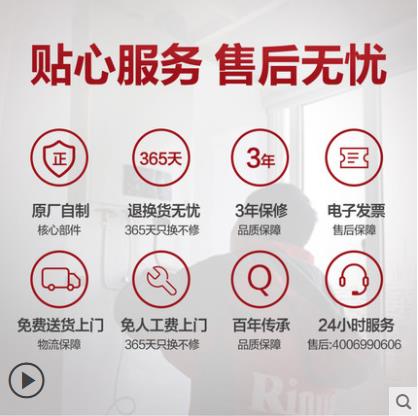 贴心服务 售后无忧
正 365天 3年
原厂自制 退换货无忧 3年保修 电子发票
核心部件 365天只换不修 品质保障 售后保障
Q
免费送货上门 免人工费上门 百年传承 24小时服务
物流保障 365天只换不修 品质保障 售后:4006990606